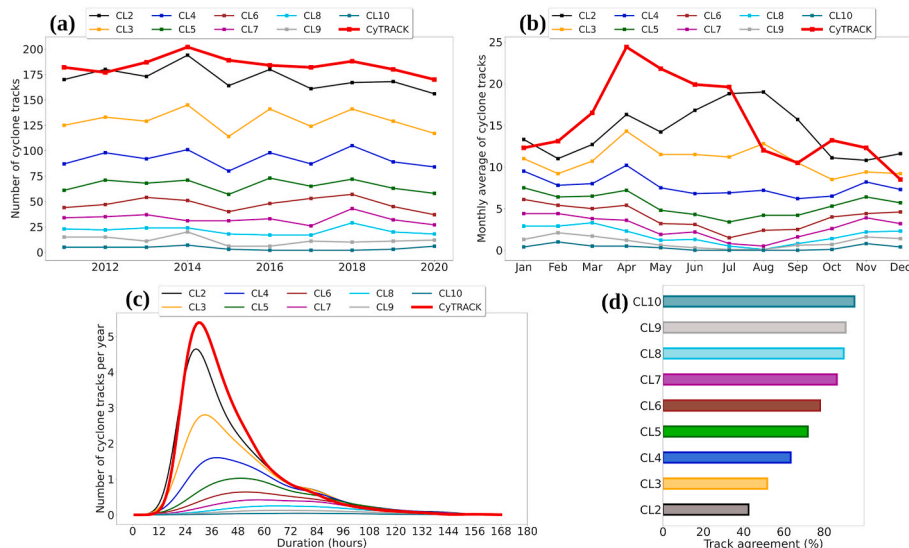 (a)
CL2 CL4 CL6 CL8 CL10
CL3 CL5 CL7 CL9 CyTRACK
Number of cyclone tracks
200
175
150
125
100
75
50
25
0
2012 2014 2016 2018 2020
(b)
CL2 CL4 CL6 CL8 CL10
CL3 CL5 CL7 CL9 CyTRACK
Monthly average of cyclone tracks
25
20
15
10
5
0
Jan Feb Mar Apr May Jun Jul Aug Sep Oct Nov Dec
(c)
CL2 CL4 CL6 CL8 CL10
CL3 CL5 CL7 CL9 CyTRACK
Number of cyclone tracks per year
5
4
3
2
1
0
0 12 24 36 48 60 72 84 96 108 120 132 144 156 168 180
Duration (hours)
(d)
CL10
CL9
CL8
CL7
CL6
CL5
CL4
CL3
CL2
0 20 40 60 80
Track agreement (%)